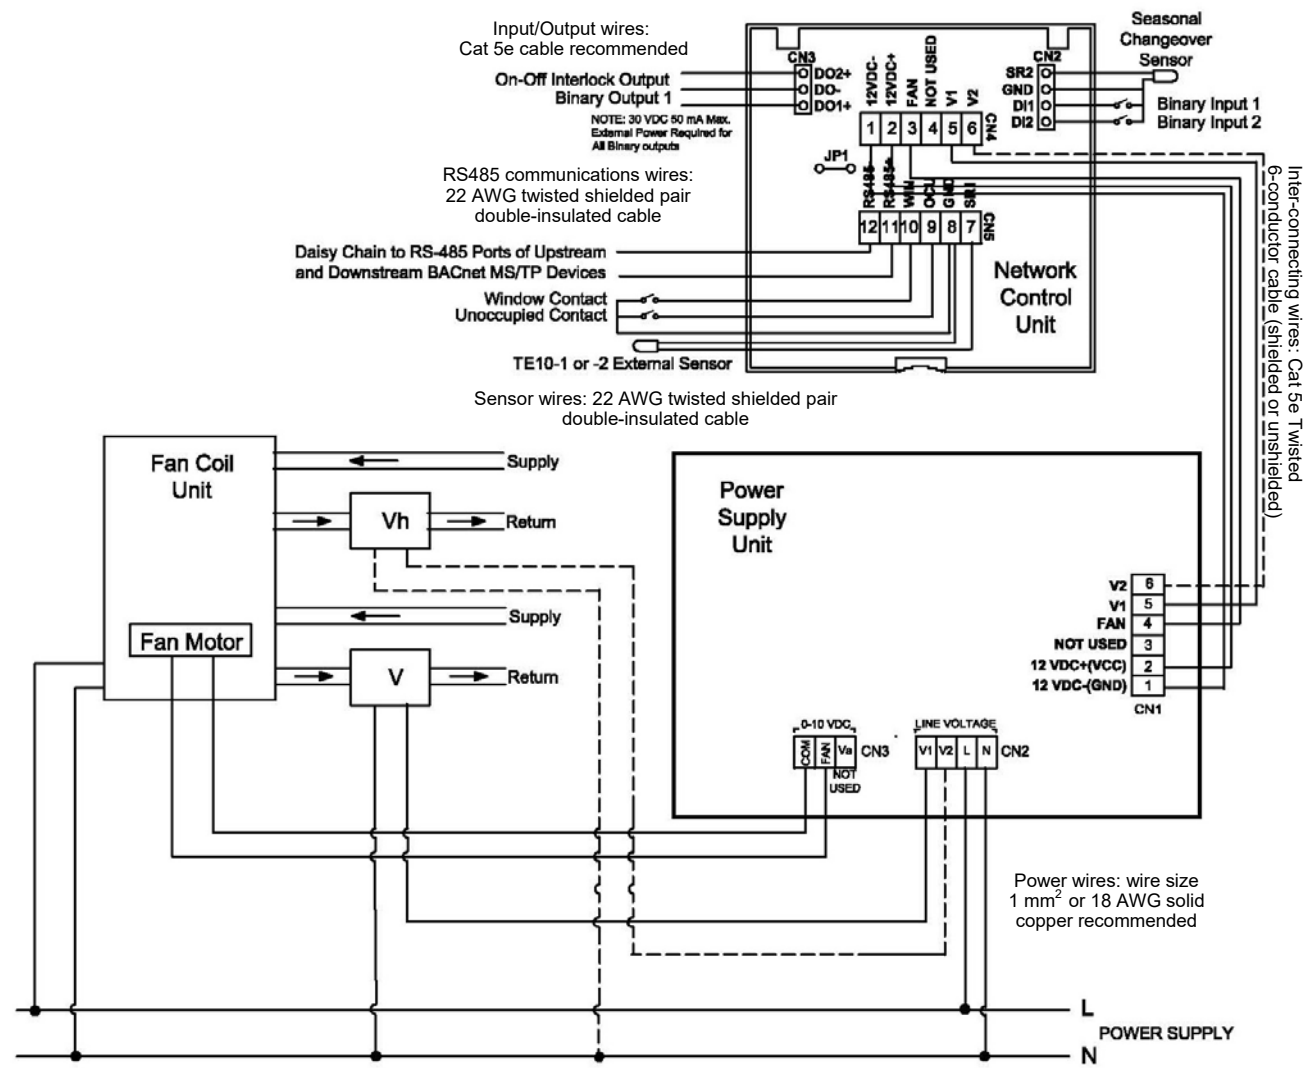 Input/Output wires:
Cat 5e cable recommended
On-Off Interlock Output
Binary Output 1
NOTE: 30 VDC 50 mA Max.
External Power Required for
All Binary outputs
RS485 communications wires:
22 AWG twisted shielded pair
double-insulated cable
Daisy Chain to RS-485 Ports of Upstream
and Downstream BACnet MS/TP Devices
Window Contact
Unoccupied Contact
TE10-1 or -2 External Sensor
Sensor wires: 22 AWG twisted shielded pair
double-insulated cable
CN3
DO2+
DO-
DO1+
12VDC-
12VDC+
FAN
NOT USED
V1
V2
1 2 3 4 5 6
CN4
JP1
RS485-
RS485+
WIN
OCU
GND
SR1
12 11 10 9 8 7
CN5
CN2
SR2
GND
DI1
DI2
Seasonal
Changeover
Sensor
Binary Input 1
Binary Input 2
Network
Control
Unit
Inter-connecting wires: Cat 5e Twisted
6-conductor cable (shielded or unshielded)
Fan Coil
Unit
Supply
Vh
Return
Supply
Fan Motor
V
Return
Power
Supply
Unit
V2 6
V1 5
FAN 4
NOT USED 3
12 VDC+(VCC) 2
12 VDC-(GND) 1
CN1
0-10 VDC
COM FAN Va
CN3
NOT
USED
LINE VOLTAGE
V1 V2 L N
CN2
Power wires: wire size
1 mm² or 18 AWG solid
copper recommended
L
POWER SUPPLY
N